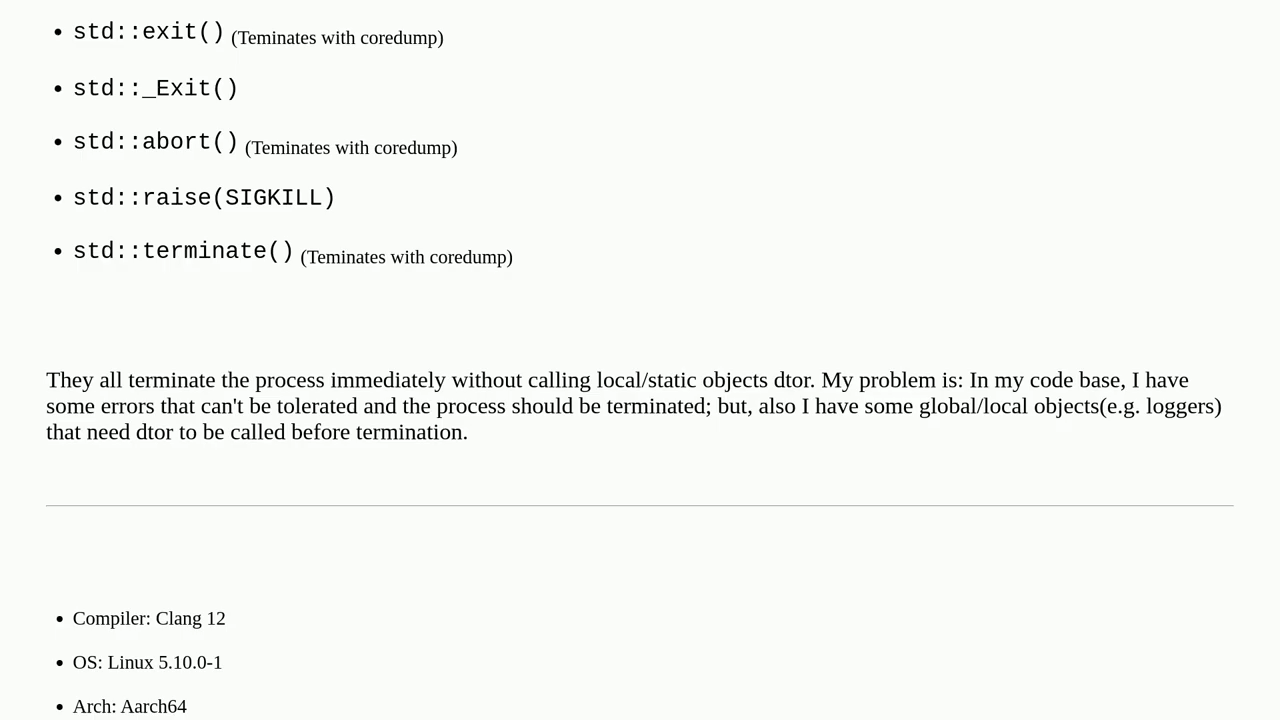 std::exit() (Teminates with coredump)
std::_Exit()
std::abort() (Teminates with coredump)
std::raise(SIGKILL)
std::terminate() (Teminates with coredump)
They all terminate the process immediately without calling local/static objects dtor. My problem is: In my code base, I have
some errors that can't be tolerated and the process should be terminated; but, also I have some global/local objects(e.g. loggers)
that need dtor to be called before termination.
Compiler: Clang 12
OS: Linux 5.10.0-1
Arch: Aarch64